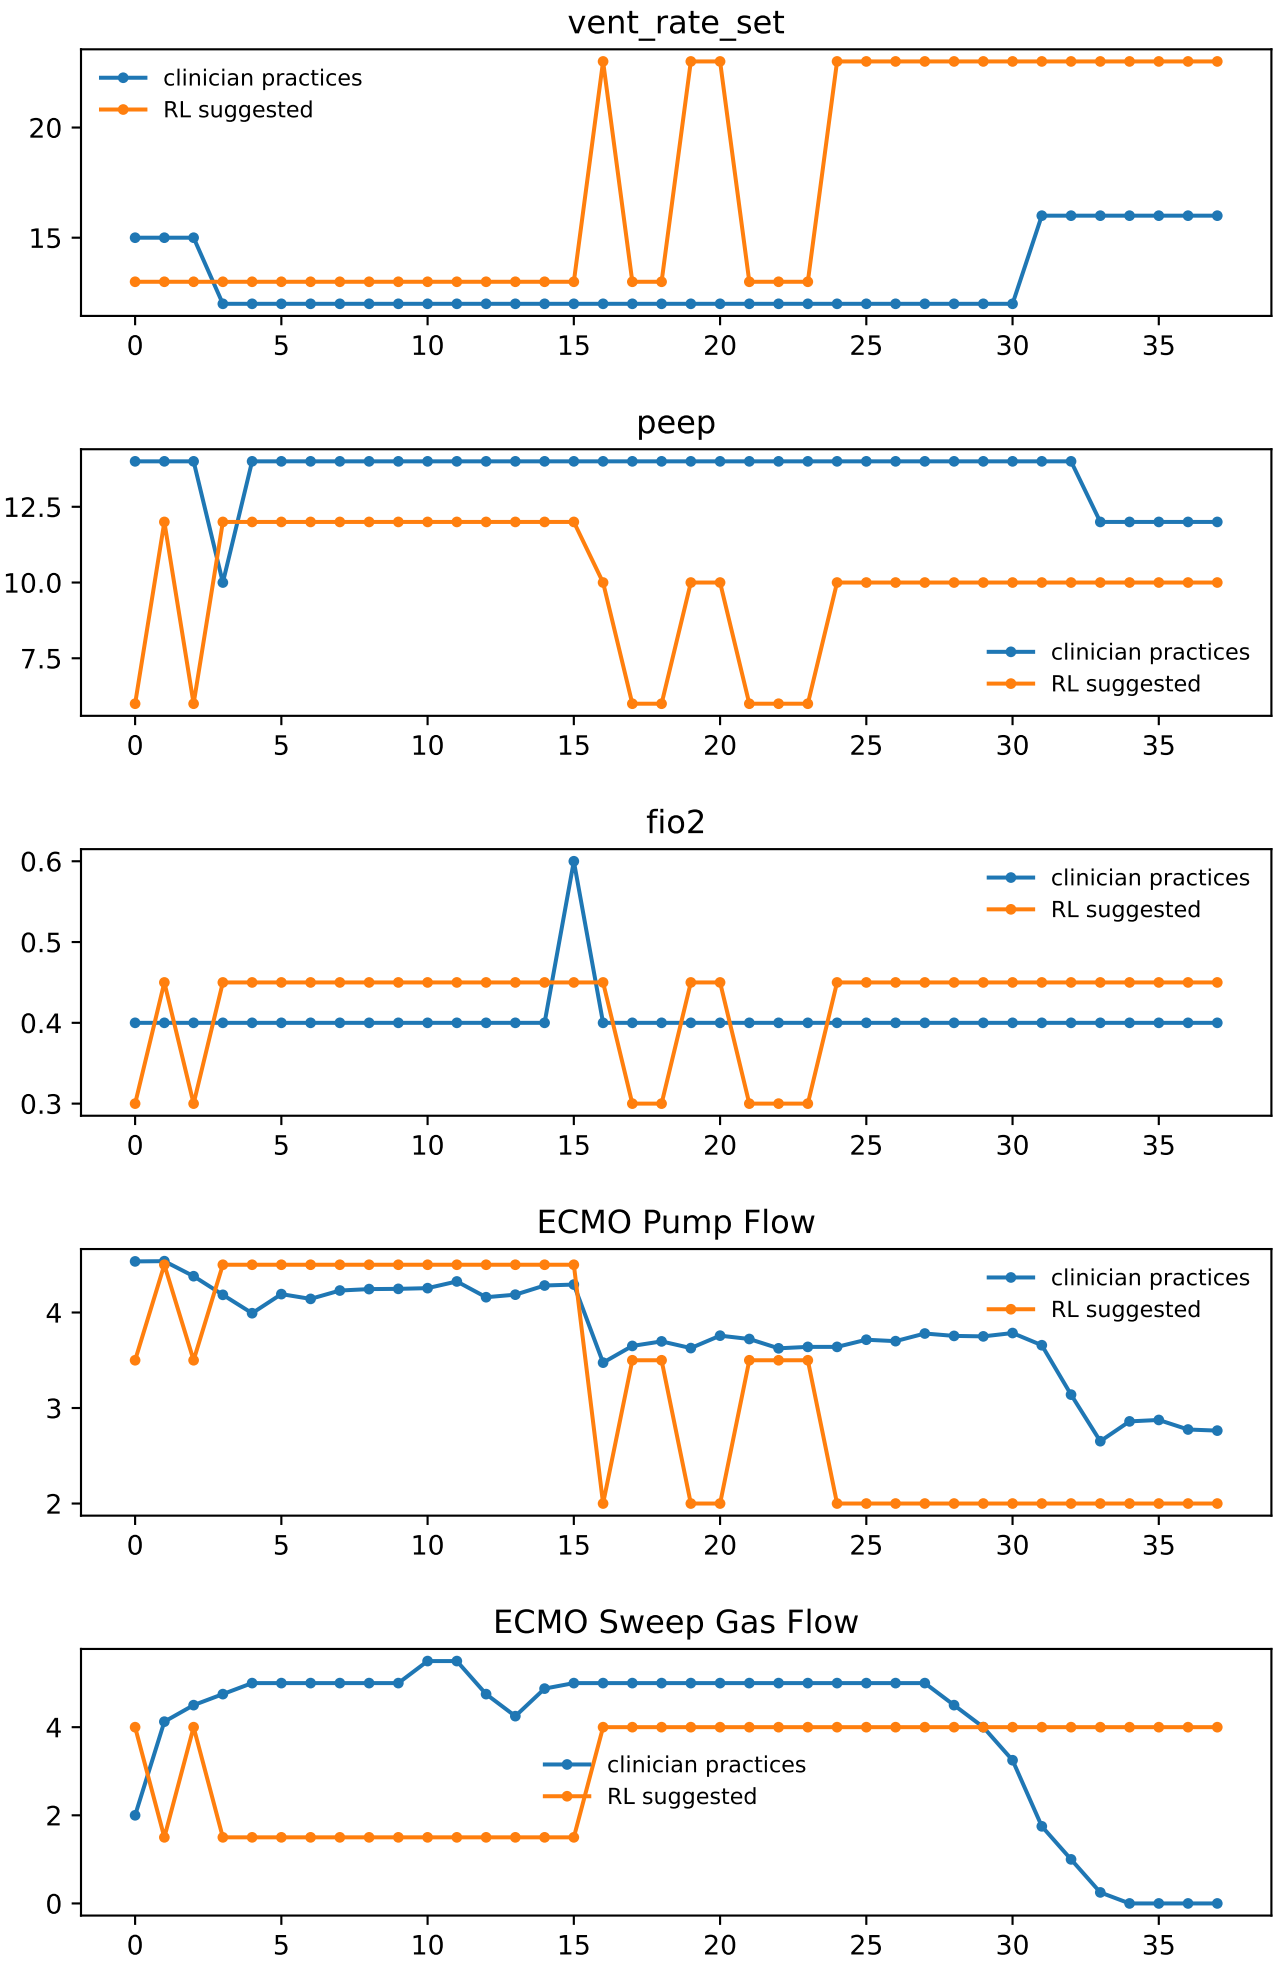 vent_rate_set
clinician practices
RL suggested
20
15
0 5 10 15 20 25 30 35
peep
12.5
10.0
7.5
clinician practices
RL suggested
0 5 10 15 20 25 30 35
fio2
0.6
clinician practices
RL suggested
0.5
0.4
0.3
0 5 10 15 20 25 30 35
ECMO Pump Flow
clinician practices
RL suggested
4
3
2
0 5 10 15 20 25 30 35
ECMO Sweep Gas Flow
4
clinician practices
RL suggested
2
0
0 5 10 15 20 25 30 35